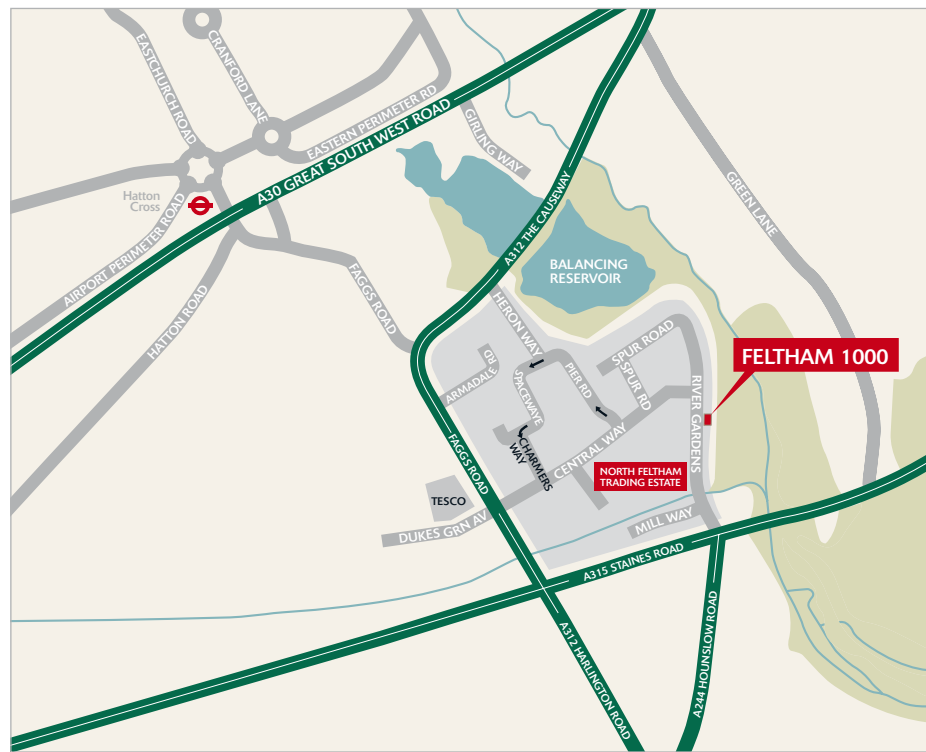 EASTCHURCH ROAD
CRANFORD LANE
EASTERN PERIMETER RD
A30 GREAT SOUTH WEST ROAD
GIRLING WAY
Hatton
Cross
AIRPORT PERIMETER ROAD
HATTON ROAD
FAGGS ROAD
A312 THE CAUSEWAY
GREEN LANE
BALANCING
RESERVOIR
HERON WAY
SPUR ROAD
SPUR RD
FELTHAM 1000
ARMADALE
RD
SPACEWAYE
PIER RD
RIVER GARDENS
FAGGS ROAD
CHARMERS
WAY
CENTRAL WAY
NORTH FELTHAM
TRADING ESTATE
TESCO
DUKES GRN AV
MILL WAY
A315 STAINES ROAD
A312 HARLINGTON ROAD
A244 HOUNSLOW ROAD